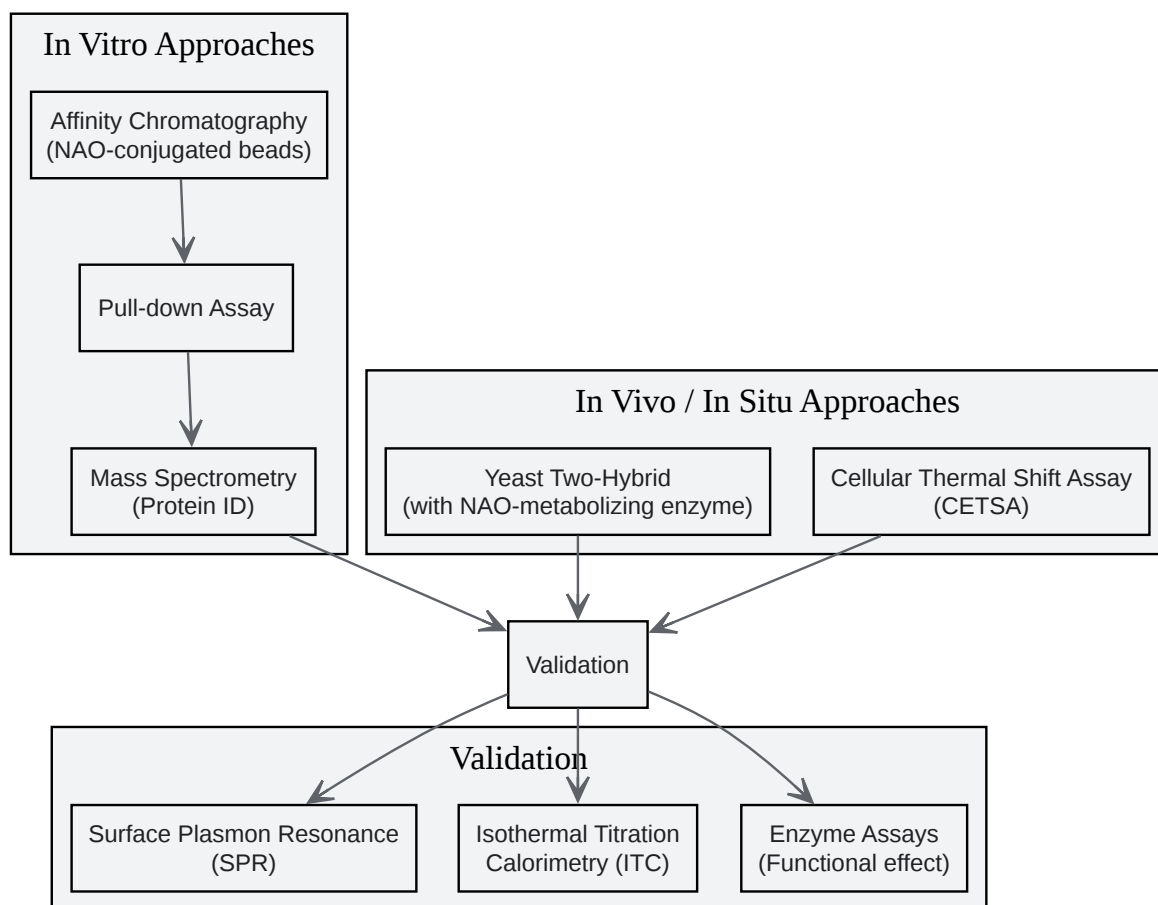 In Vitro Approaches
Affinity Chromatography
(NAO-conjugated beads)
Pull-down Assay
Mass Spectrometry
(Protein ID)
In Vivo / In Situ Approaches
Yeast Two-Hybrid
(with NAO-metabolizing enzyme)
Cellular Thermal Shift Assay
(CETSA)
Validation
Validation
Surface Plasmon Resonance
(SPR)
Isothermal Titration
Calorimetry (ITC)
Enzyme Assays
(Functional effect)